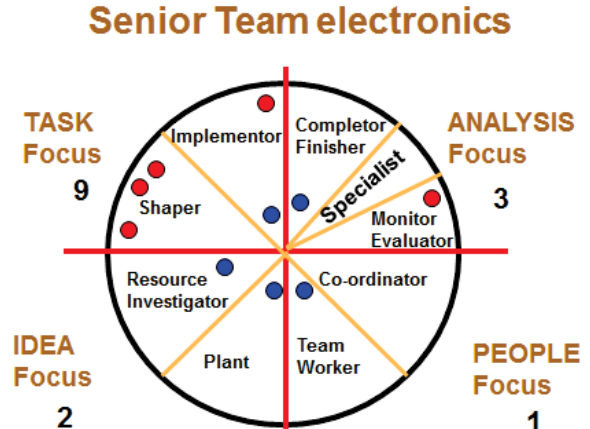 Senior Team electronics
TASK
Focus
9
ANALYSIS
Focus
3
Implementor
Completor
Finisher
Specialist
Shaper
Monitor
Evaluator
Resource
Investigator
Co-ordinator
Plant
Team
Worker
IDEA
Focus
2
PEOPLE
Focus
1